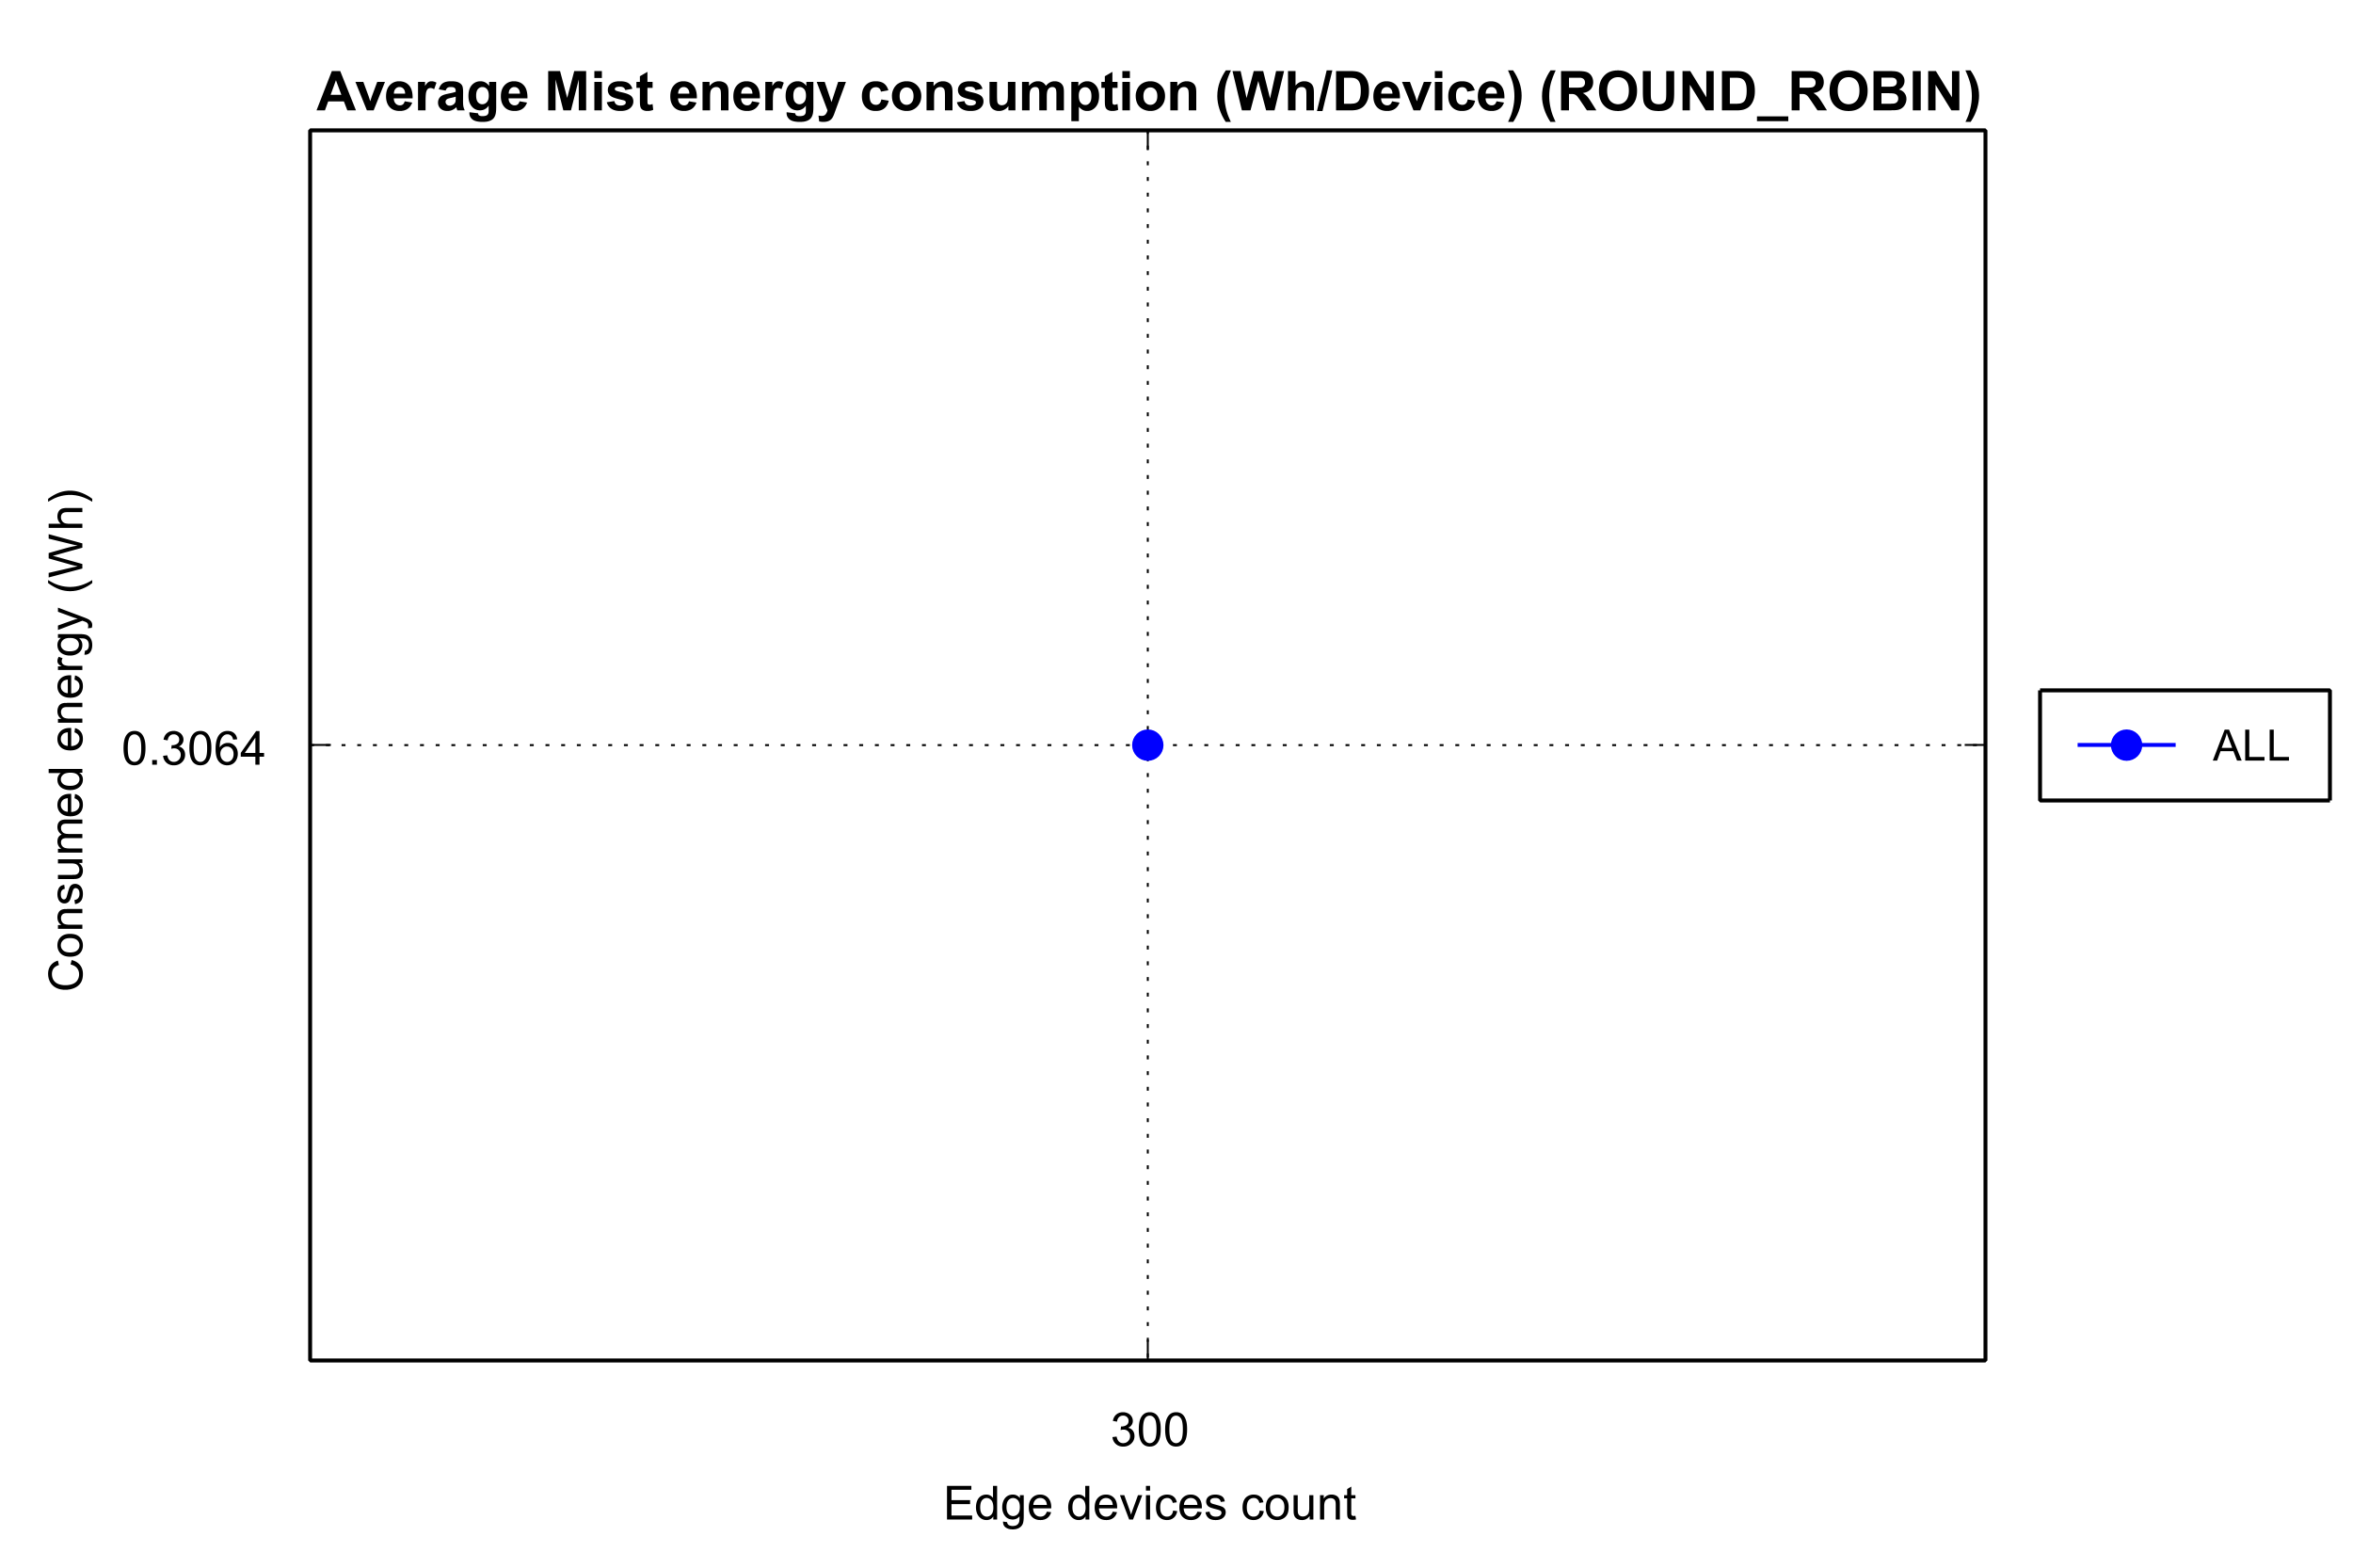 Average Mist energy consumption (Wh/Device) (ROUND_ROBIN)
Consumed energy (Wh)
0.3064
ALL
300
Edge devices count